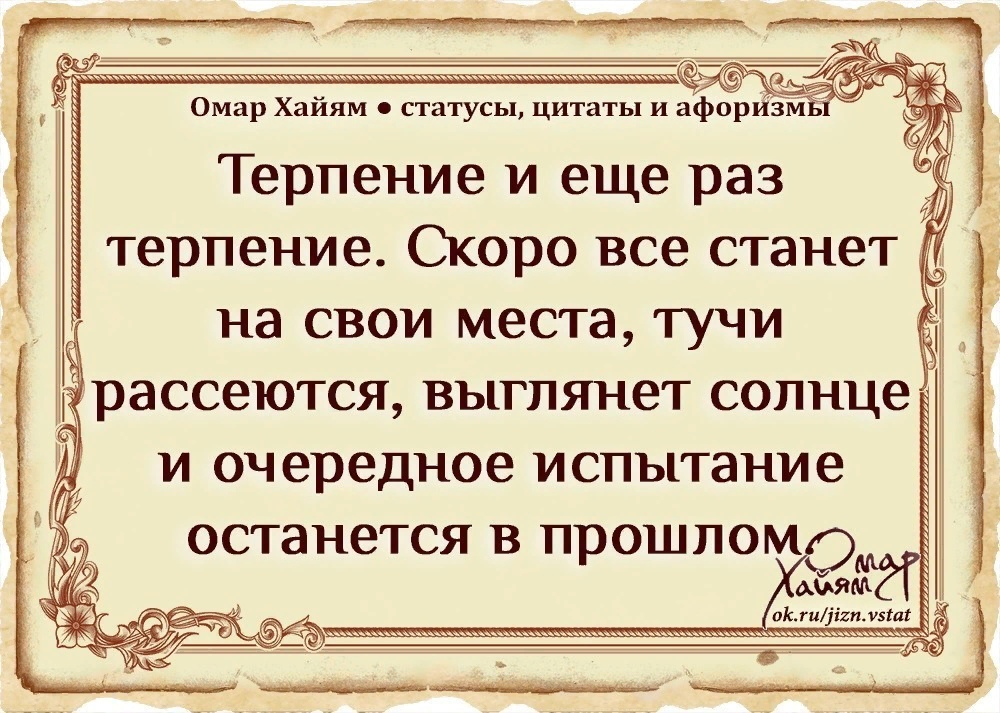 Омар Хайям ● статусы, цитаты и афоризмы
Терпение и еще раз
терпение. Скоро все станет
на свои места, тучи
рассеются, выглянет солнце
и очередное испытание
останется в прошлом.
Омар
Хайям
ok.ru/jizn.vstat